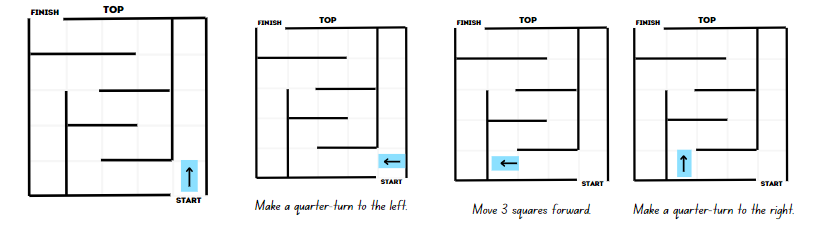 FINISH TOP
START
FINISH TOP
START
Make a quarter-turn to the left.
FINISH TOP
START
Move 3 squares forward.
FINISH TOP
START
Make a quarter-turn to the right.